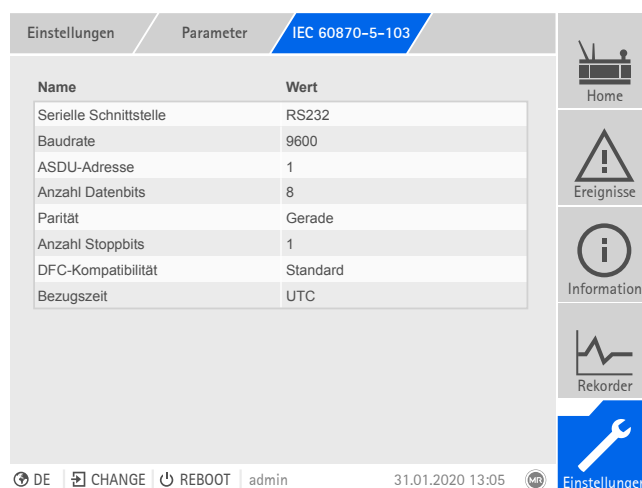 Einstellungen Parameter IEC 60870-5-103
Name Wert
Serielle Schnittstelle RS232
Baudrate 9600
ASDU-Adresse 1
Anzahl Datenbits 8
Parität Gerade
Anzahl Stoppbits 1
DFC-Kompatibilität Standard
Bezugszeit UTC
Home
Ereignisse
Information
Rekorder
Einstellungen
DE CHANGE REBOOT admin 31.01.2020 13:05 MR